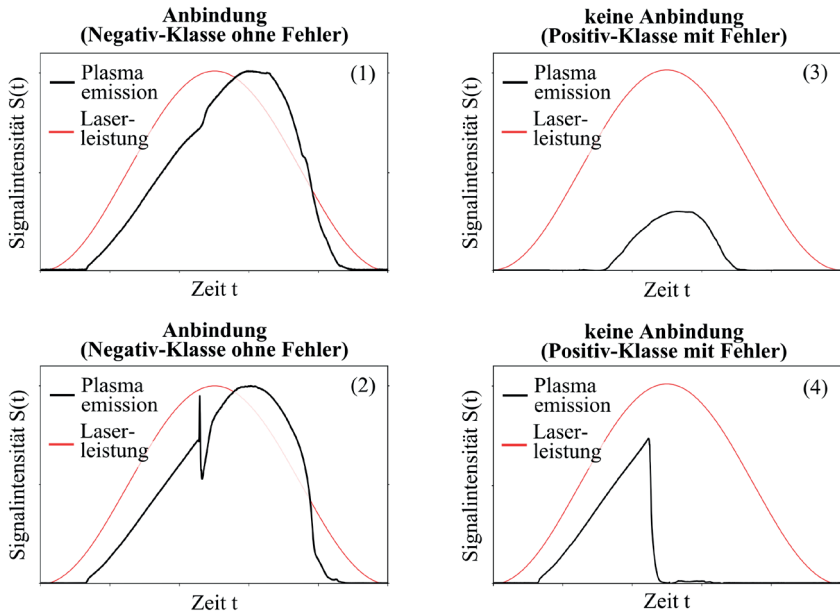 Anbindung
(Negativ-Klasse ohne Fehler)
Signalintensität S(t)
Plasma
emission
Laser-
leistung
(1)
Zeit t
keine Anbindung
(Positiv-Klasse mit Fehler)
Signalintensität S(t)
Plasma
emission
Laser-
leistung
(3)
Zeit t
Anbindung
(Negativ-Klasse ohne Fehler)
Signalintensität S(t)
Plasma
emission
Laser-
leistung
(2)
Zeit t
keine Anbindung
(Positiv-Klasse mit Fehler)
Signalintensität S(t)
Plasma
emission
Laser-
leistung
(4)
Zeit t